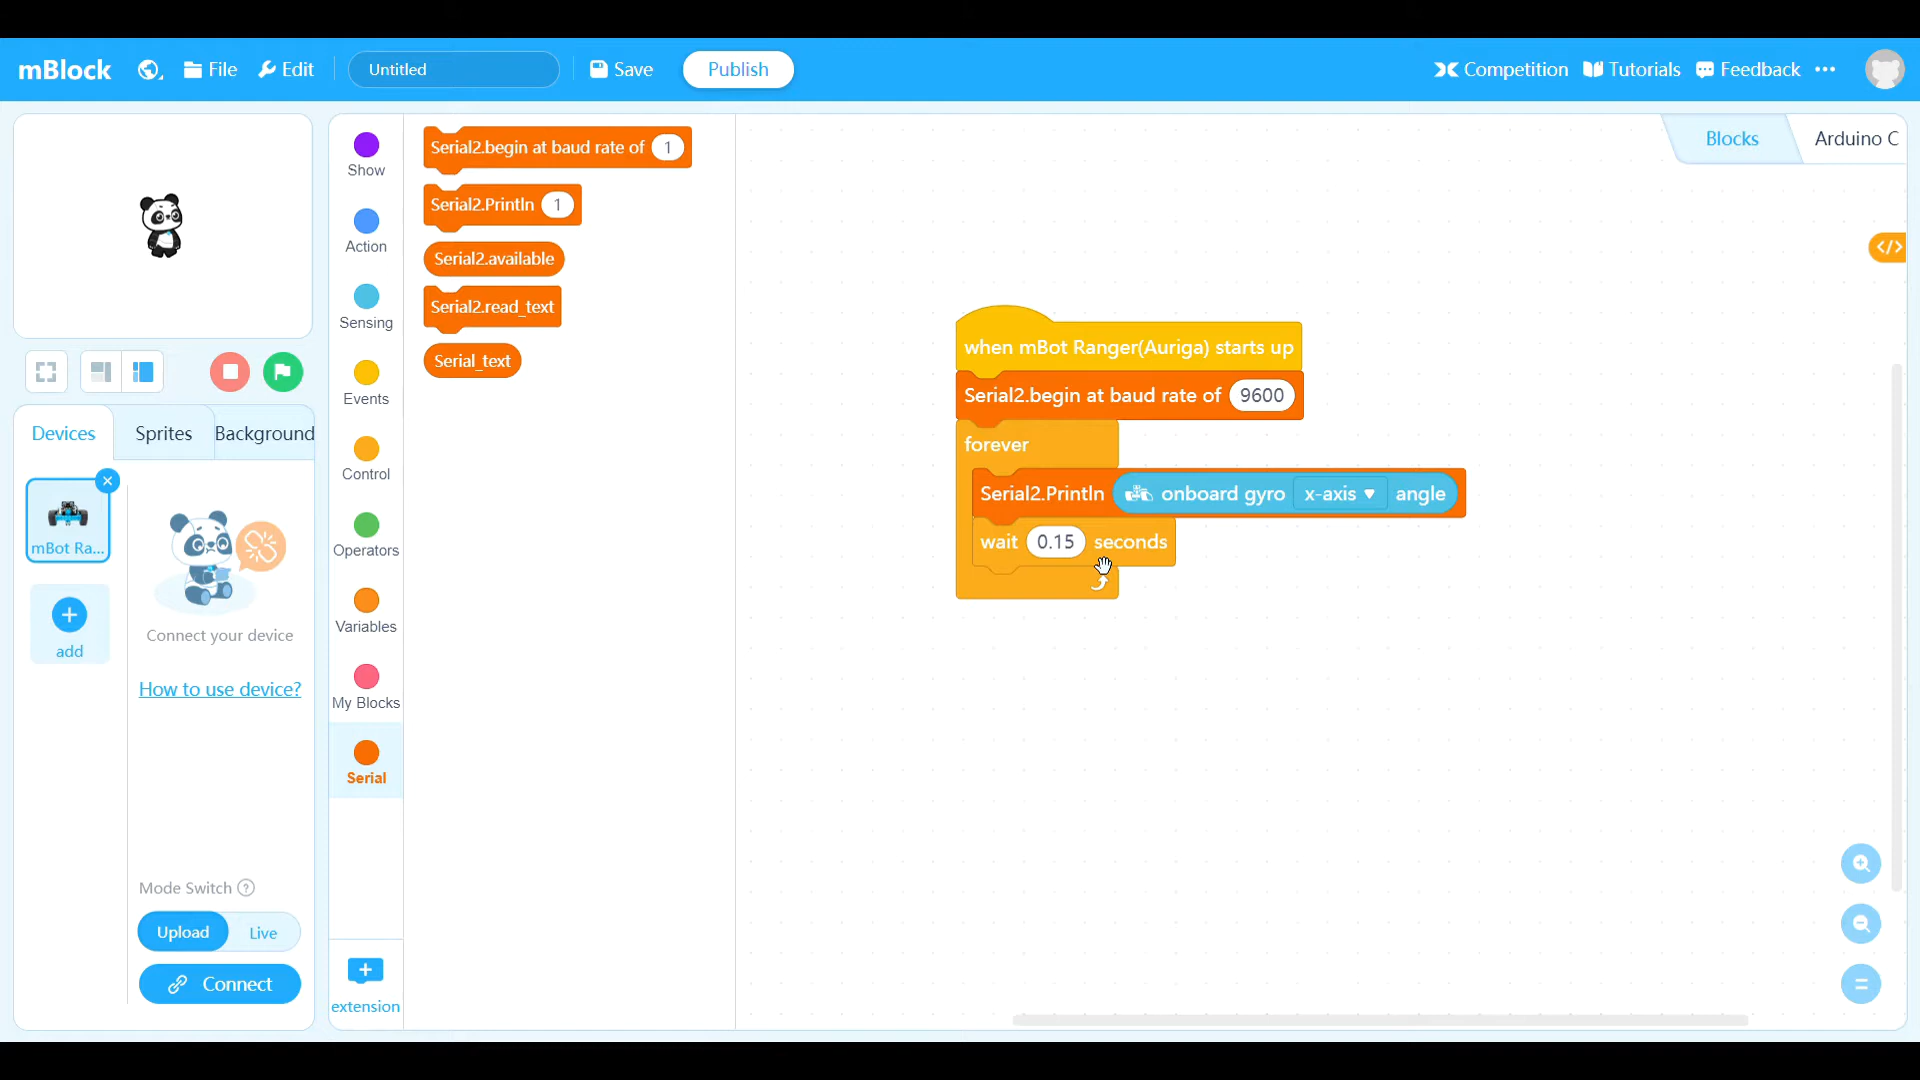 mBlock File Edit Untitled Save Publish Competition Tutorials Feedback
Blocks Arduino C
Show
Action
Sensing
Events
Control
Operators
Variables
My Blocks
Serial
extension
Serial2.begin at baud rate of 1
Serial2.Println 1
Serial2.available
Serial2.read_text
Serial_text
when mBot Ranger(Auriga) starts up
Serial2.begin at baud rate of 9600
forever
Serial2.Println onboard gyro x-axis angle
wait 0.15 seconds
Devices Sprites Background
mBot Ra...
add
Connect your device
How to use device?
Mode Switch ?
Upload Live
Connect